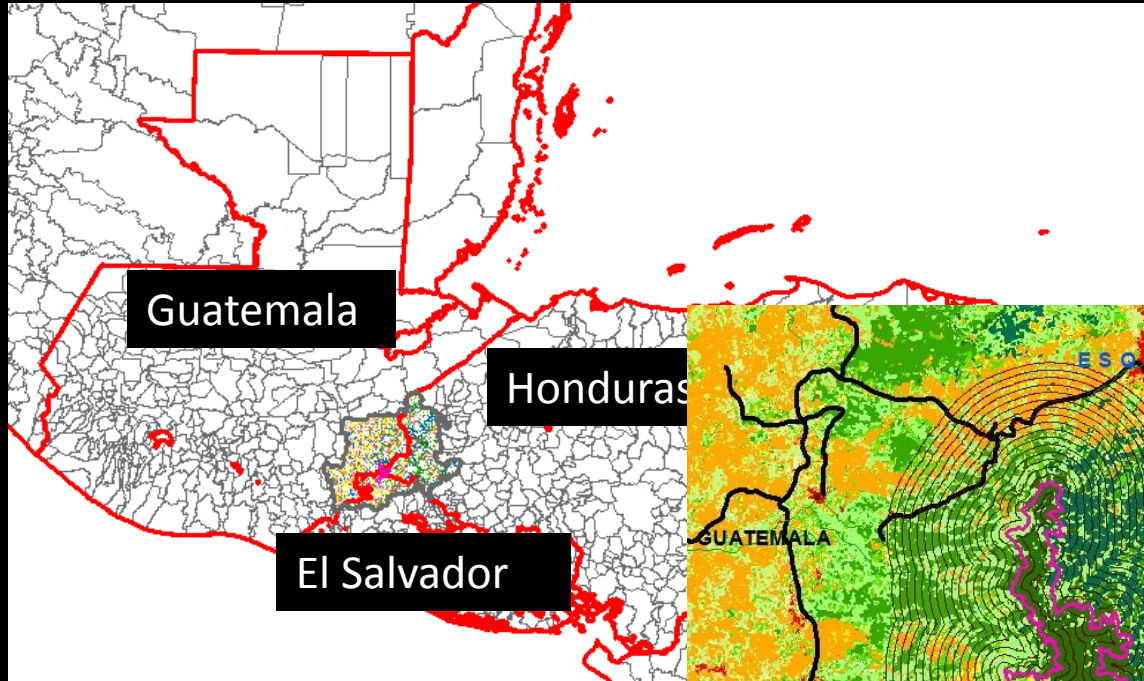 Guatemala
Honduras
El Salvador
E S Q
GUATEMALA